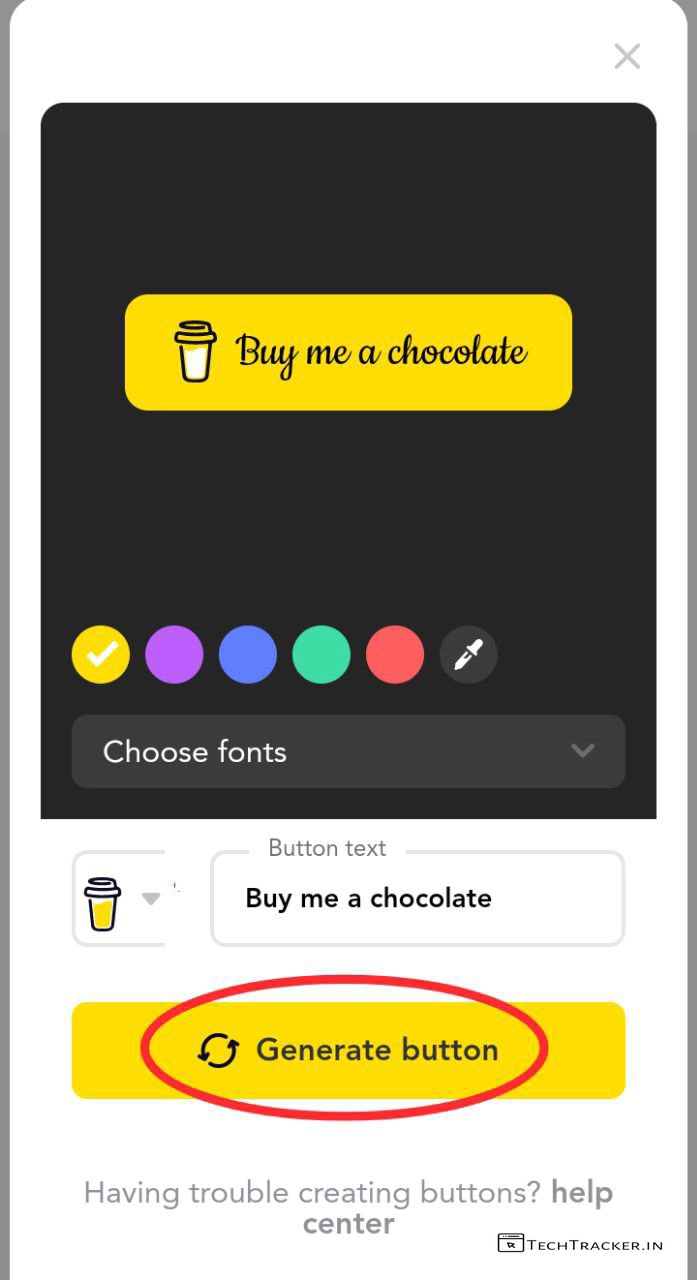 Buy me a chocolate
Choose fonts
Button text
Buy me a chocolate
Generate button
Having trouble creating buttons? help
center
TECHTRACKER.IN